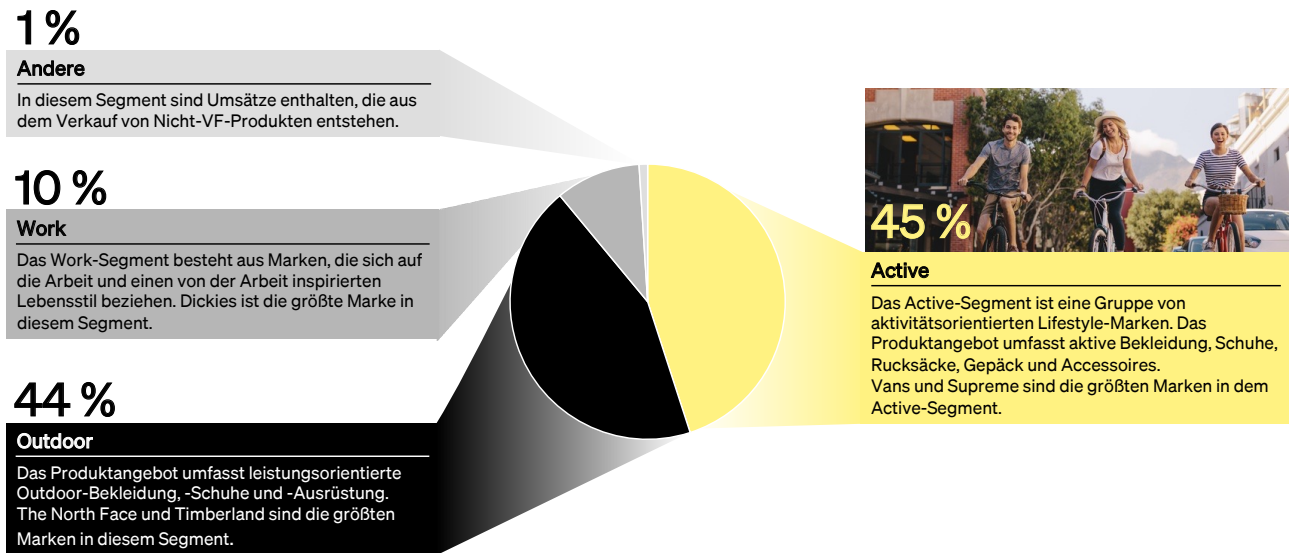 1 %
Andere
In diesem Segment sind Umsätze enthalten, die aus
dem Verkauf von Nicht-VF-Produkten entstehen.
10 %
Work
Das Work-Segment besteht aus Marken, die sich auf
die Arbeit und einen von der Arbeit inspirierten
Lebensstil beziehen. Dickies ist die größte Marke in
diesem Segment.
44 %
Outdoor
Das Produktangebot umfasst leistungsorientierte
Outdoor-Bekleidung, -Schuhe und -Ausrüstung.
The North Face und Timberland sind die größten
Marken in diesem Segment.
45 %
Active
Das Active-Segment ist eine Gruppe von
aktivitätsorientierten Lifestyle-Marken. Das
Produktangebot umfasst aktive Bekleidung, Schuhe,
Rucksäcke, Gepäck und Accessoires.
Vans und Supreme sind die größten Marken in dem
Active-Segment.